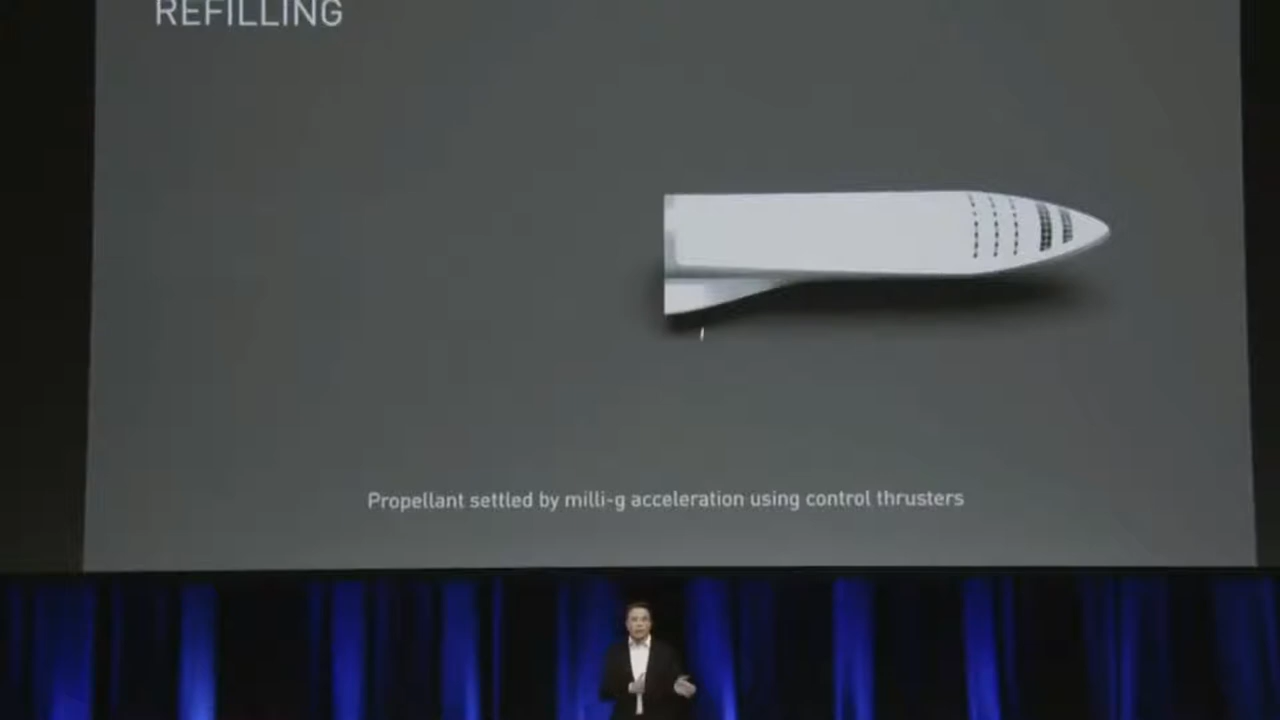 REFILLING
Propellant settled by milli-g acceleration using control thrusters